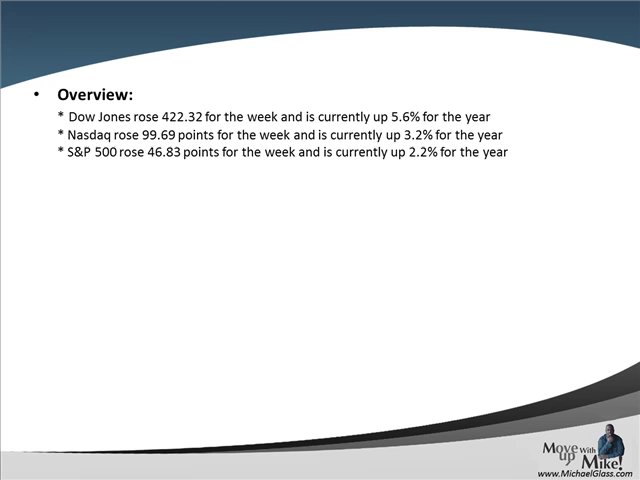 • Overview:
* Dow Jones rose 422.32 for the week and is currently up 5.6% for the year
* Nasdaq rose 99.69 points for the week and is currently up 3.2% for the year
* S&P 500 rose 46.83 points for the week and is currently up 2.2% for the year
Move up With Mike!
www.MichaelGlass.com